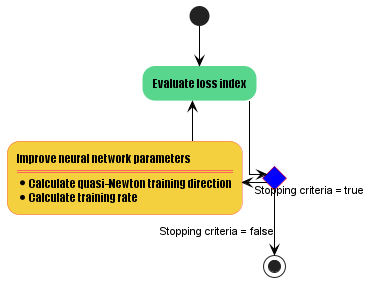 Evaluate loss index
Improve neural network parameters
• Calculate quasi-Newton training direction
• Calculate training rate
Stopping criteria = true
Stopping criteria = false